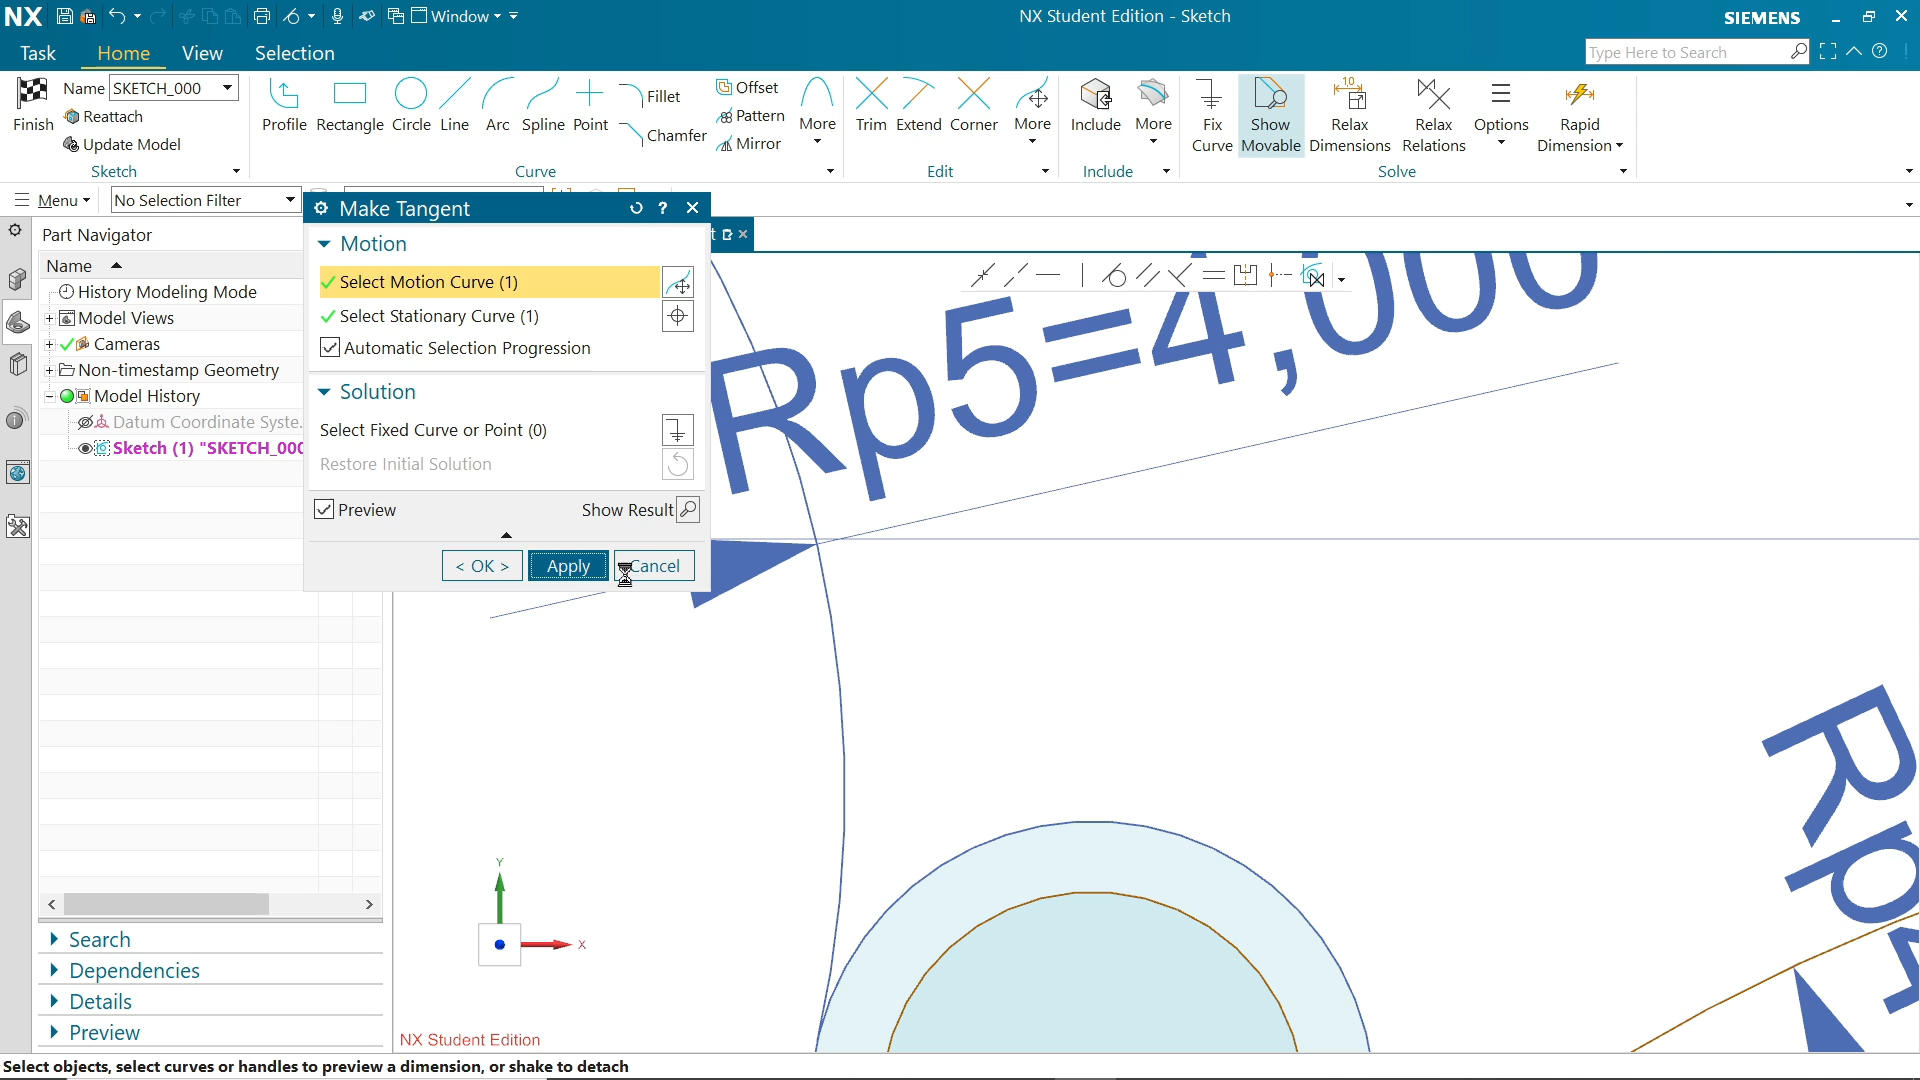 NX
Window
NX Student Edition - Sketch
SIEMENS
Task
Home
View
Selection
Type Here to Search
Finish
Name
SKETCH_000
Reattach
Update Model
Profile
Rectangle
Circle
Line
Arc
Spline
Point
Fillet
Chamfer
Offset
Pattern
Mirror
More
Trim
Extend
Corner
More
Include
More
Fix
Curve
Show
Movable
Relax
Dimensions
Relax
Relations
Options
Rapid
Dimension
Sketch
Curve
Edit
Include
Solve
Menu
No Selection Filter
Make Tangent
Motion
Select Motion Curve (1)
Select Stationary Curve (1)
Automatic Selection Progression
Solution
Select Fixed Curve or Point (0)
Restore Initial Solution
Preview
Show Result
< OK >
Apply
Cancel
Part Navigator
Name
History Modeling Mode
Model Views
Cameras
Non-timestamp Geometry
Model History
Datum Coordinate Syste...
Sketch (1) "SKETCH_000
Search
Dependencies
Details
Preview
Rp5=4,000
Rp5
Y
X
NX Student Edition
Select objects, select curves or handles to preview a dimension, or shake to detach